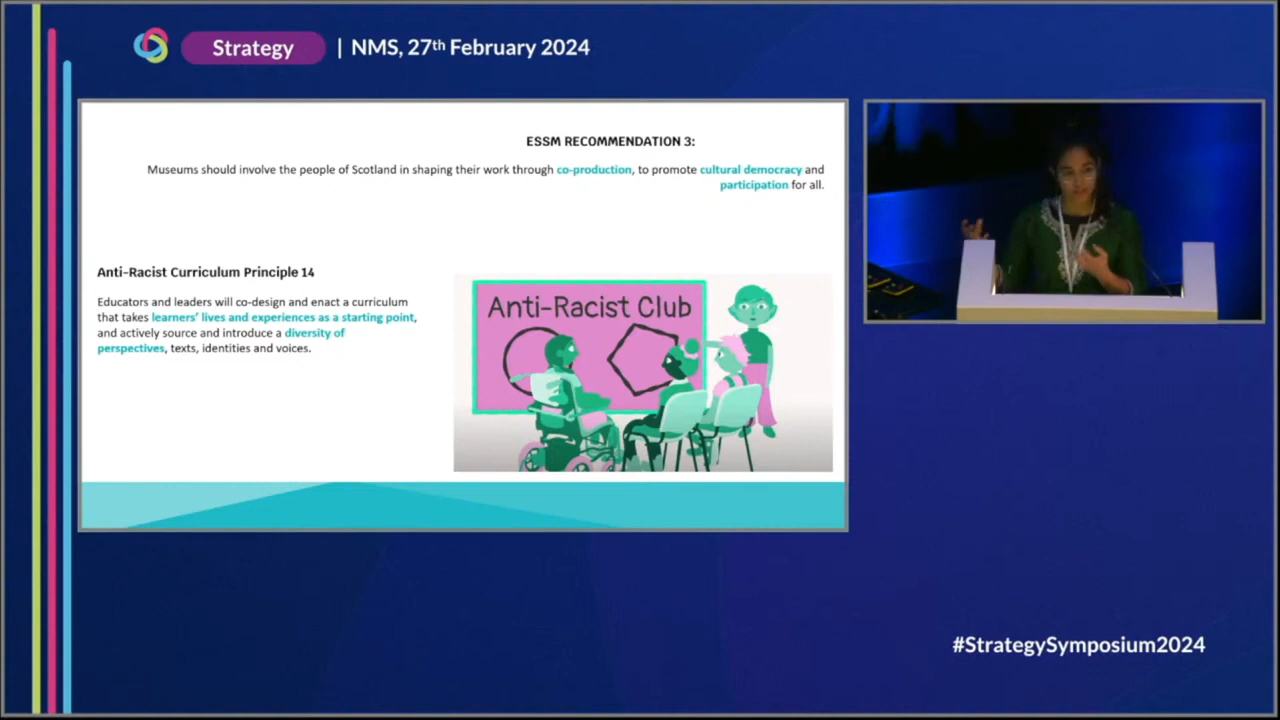 Strategy | NMS, 27th February 2024
ESSM RECOMMENDATION 3:
Museums should involve the people of Scotland in shaping their work through co-production, to promote cultural democracy and
participation for all.
Anti-Racist Curriculum Principle 14
Educators and leaders will co-design and enact a curriculum
that takes learners' lives and experiences as a starting point,
and actively source and introduce a diversity of
perspectives, texts, identities and voices.
Anti-Racist Club
#StrategySymposium2024